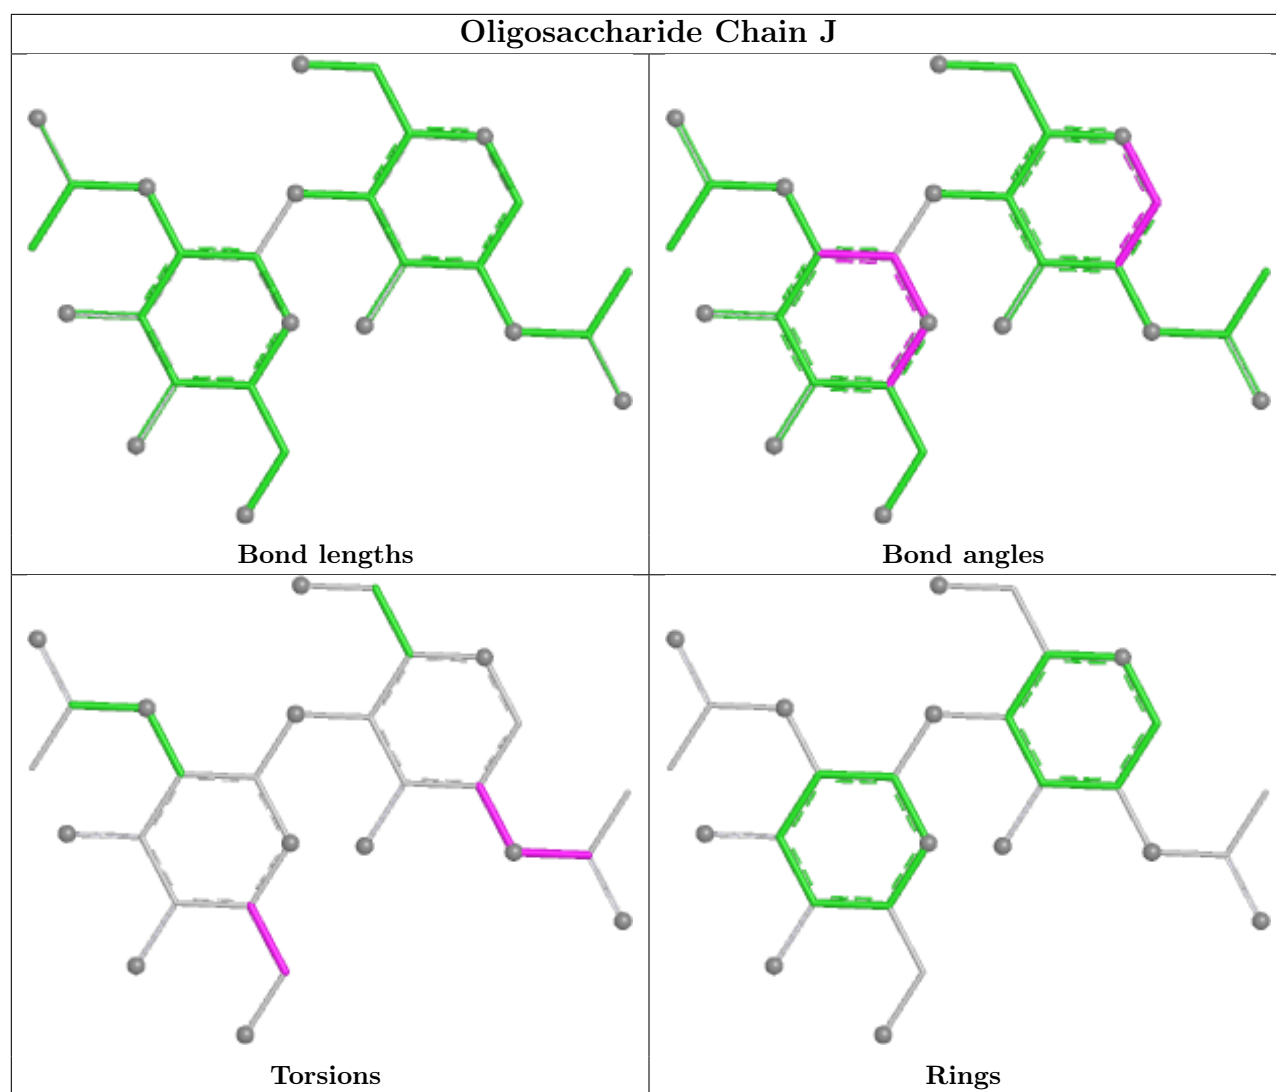 Oligosaccharide Chain J
Bond lengths
Bond angles
Torsions
Rings